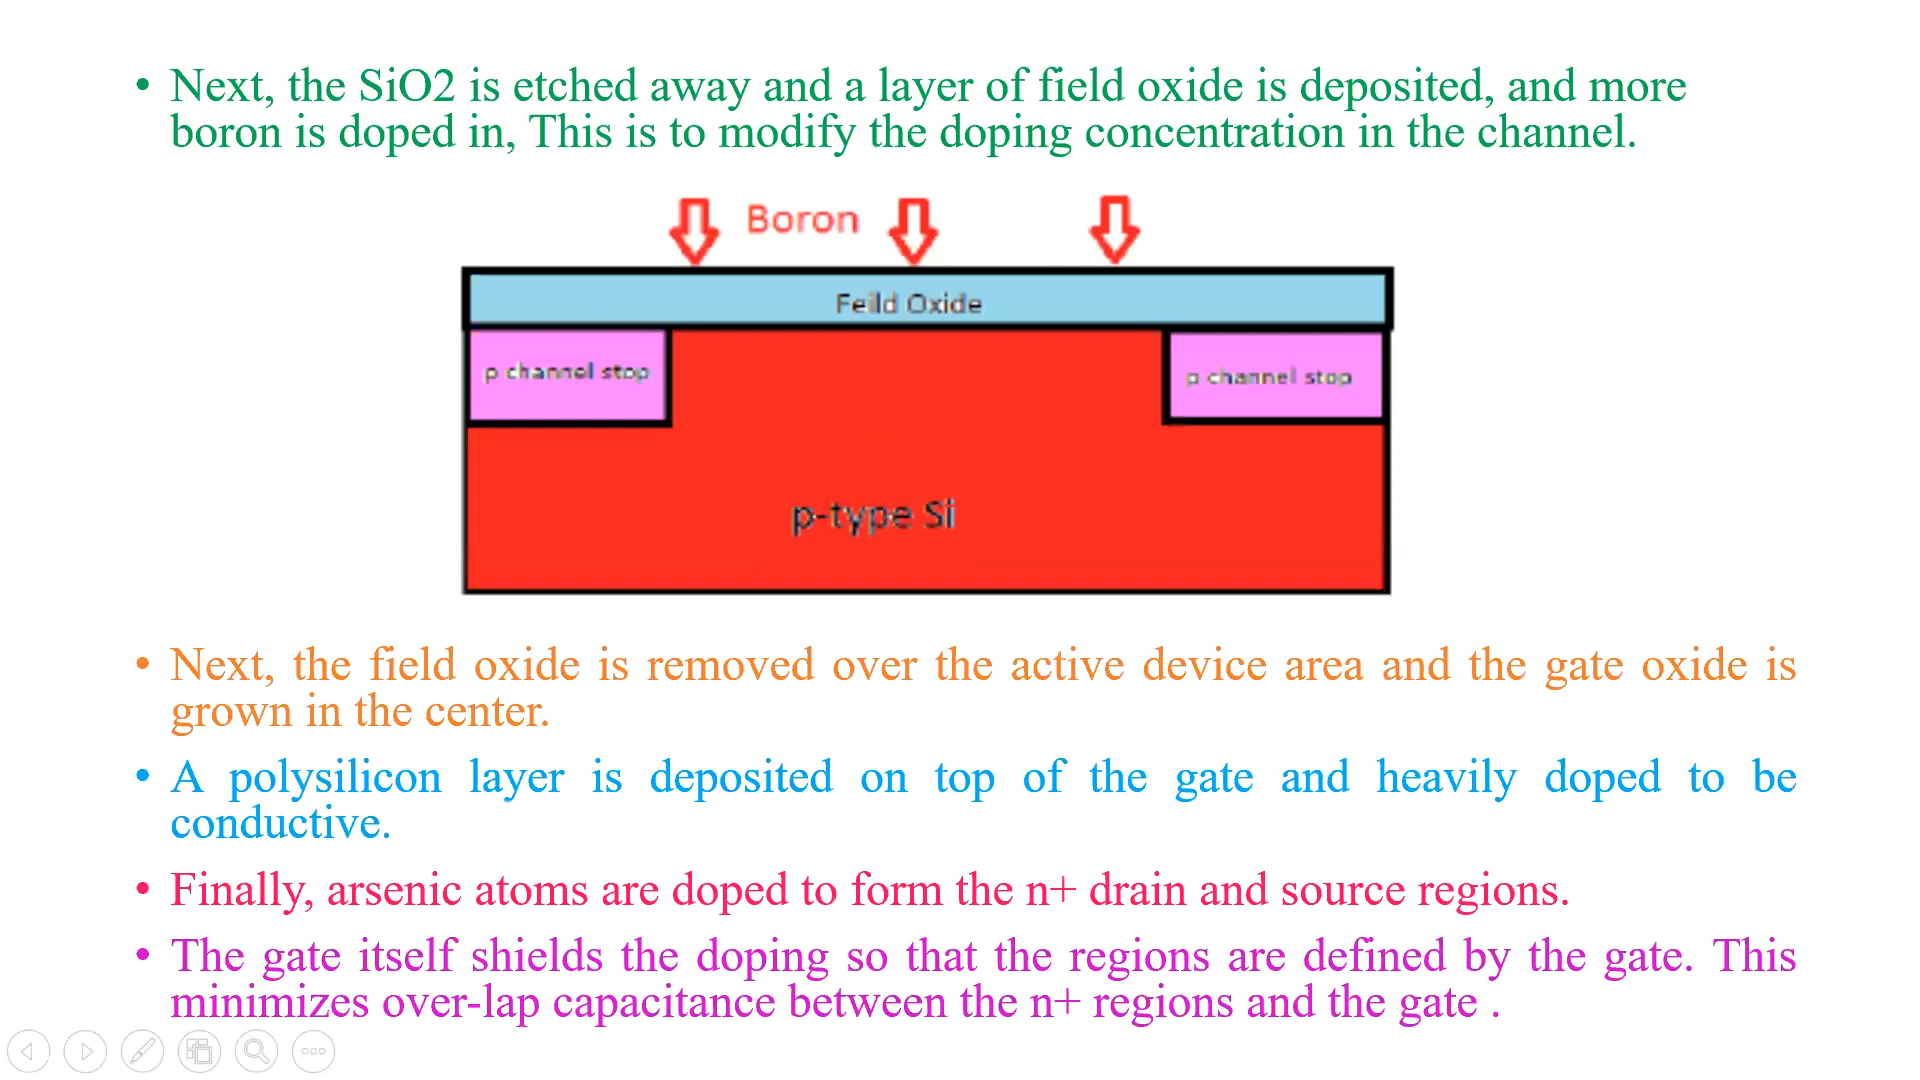 • Next, the SiO2 is etched away and a layer of field oxide is deposited, and more
boron is doped in, This is to modify the doping concentration in the channel.
Boron
Feild Oxide
p channel stop
p channel stop
p-type Si
• Next, the field oxide is removed over the active device area and the gate oxide is
grown in the center.
• A polysilicon layer is deposited on top of the gate and heavily doped to be
conductive.
• Finally, arsenic atoms are doped to form the n+ drain and source regions.
• The gate itself shields the doping so that the regions are defined by the gate. This
minimizes over-lap capacitance between the n+ regions and the gate .